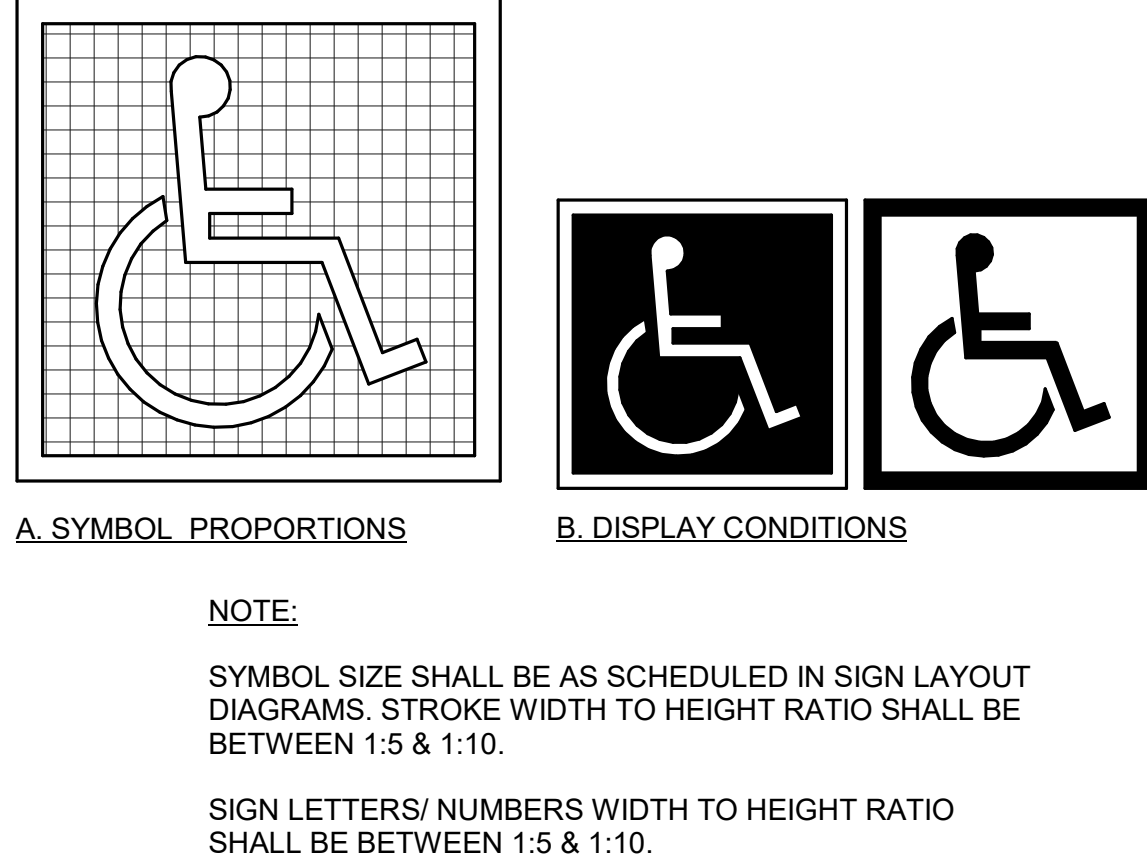 A. SYMBOL  PROPORTIONS
B. DISPLAY CONDITIONS
NOTE:
SYMBOL SIZE SHALL BE AS SCHEDULED IN SIGN LAYOUT
DIAGRAMS. STROKE WIDTH TO HEIGHT RATIO SHALL BE
BETWEEN 1:5 & 1:10.
SIGN LETTERS/ NUMBERS WIDTH TO HEIGHT RATIO
SHALL BE BETWEEN 1:5 & 1:10.